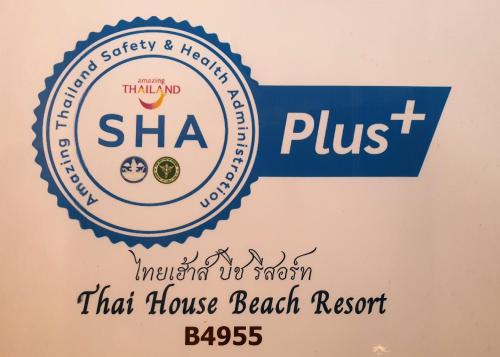 Amazing Thailand Safety & Health Administration
amazing
THAILAND
SHA
Plus+
ไทยเฮ้าส์ บีช รีสอร์ท
Thai House Beach Resort
B4955